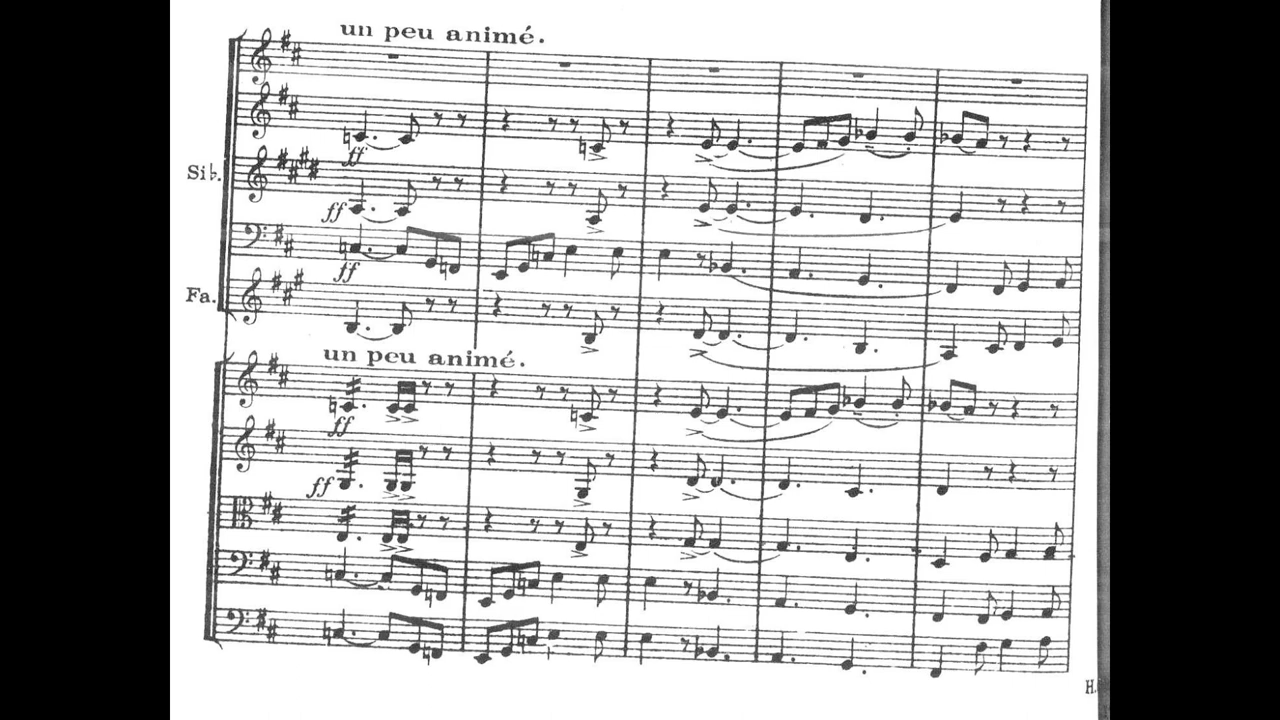 un peu animé.
ff
Sib.
ff
ff
Fa.
un peu animé.
ff
ff
H.